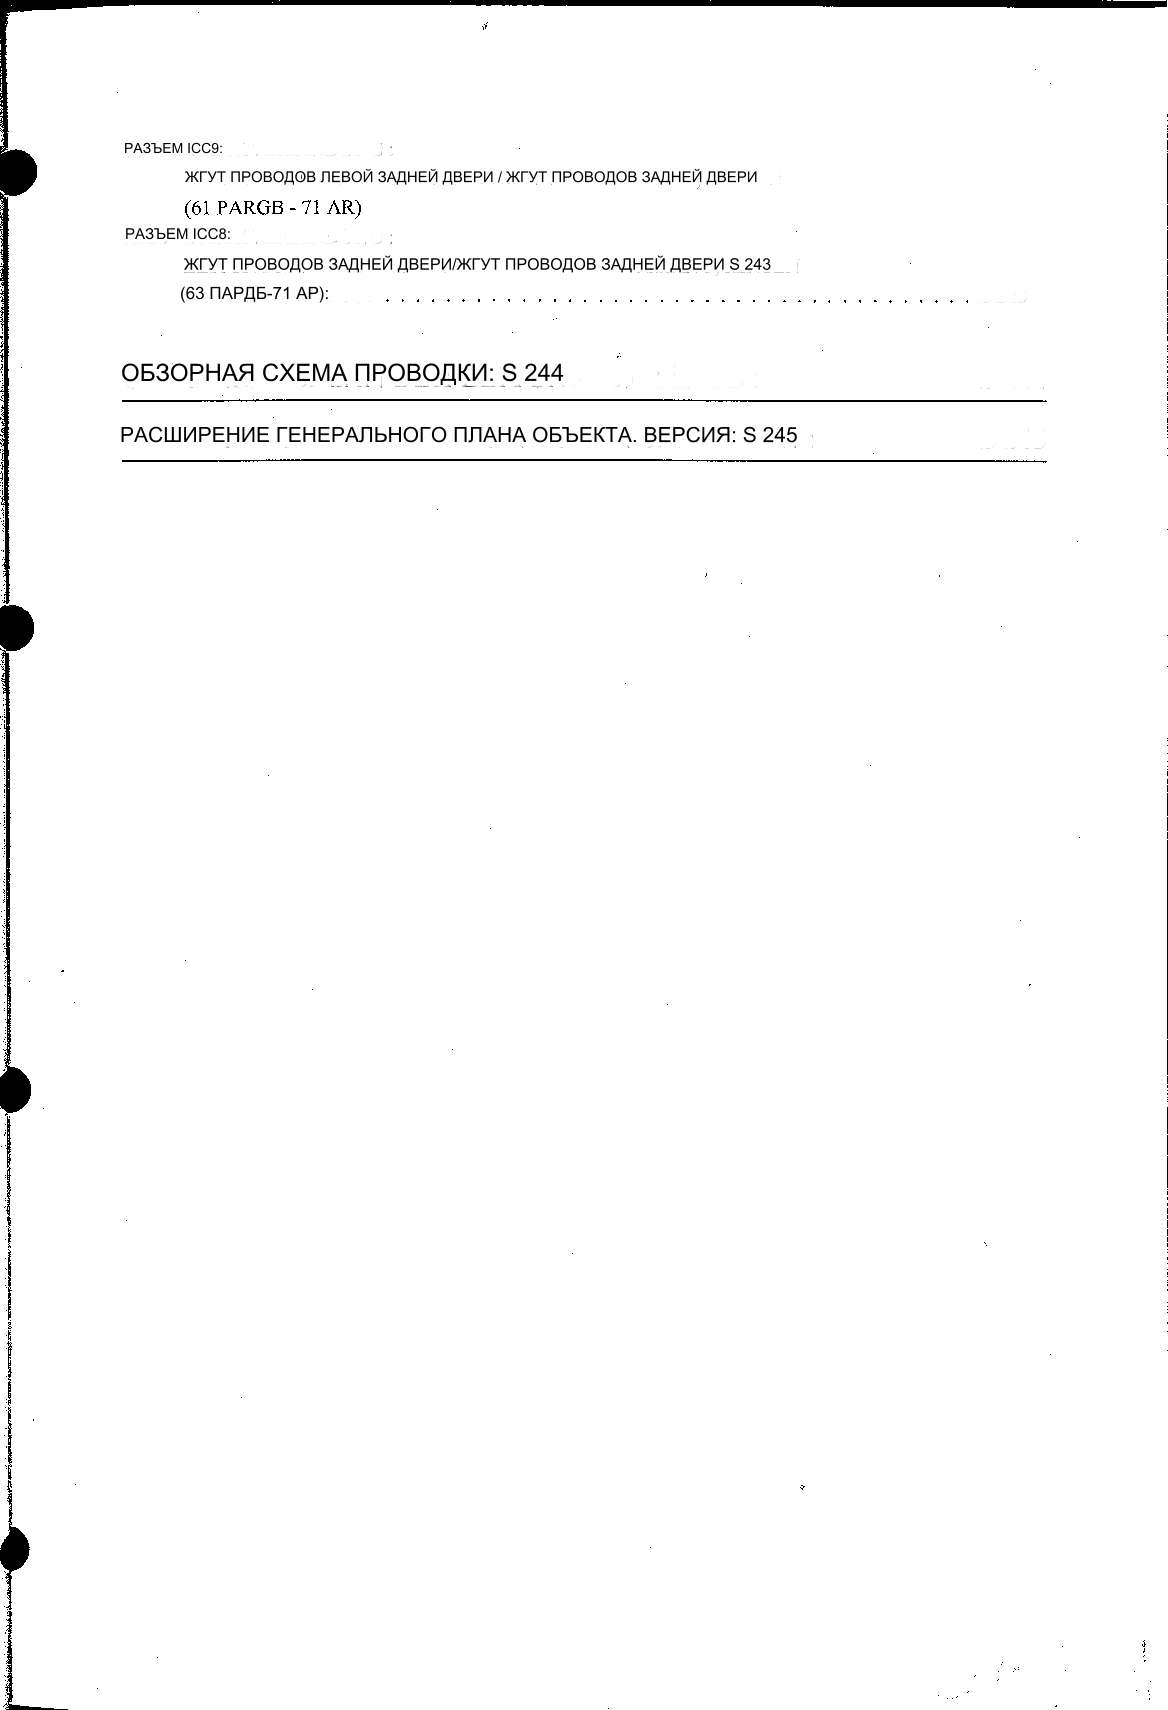 РАЗЪЕМ ICC9:
ЖГУТ ПРОВОДОВ ЛЕВОЙ ЗАДНЕЙ ДВЕРИ / ЖГУТ ПРОВОДОВ ЗАДНЕЙ ДВЕРИ
(61 PARGB - 71 AR)
РАЗЪЕМ ICC8:
ЖГУТ ПРОВОДОВ ЗАДНЕЙ ДВЕРИ/ЖГУТ ПРОВОДОВ ЗАДНЕЙ ДВЕРИ S 243
(63 ПАРДБ-71 АР): . . . . . . . . . . . . . . . . . . . . . . . . . . . . . . . . . . . .
ОБЗОРНАЯ СХЕМА ПРОВОДКИ: S 244
РАСШИРЕНИЕ ГЕНЕРАЛЬНОГО ПЛАНА ОБЪЕКТА. ВЕРСИЯ: S 245